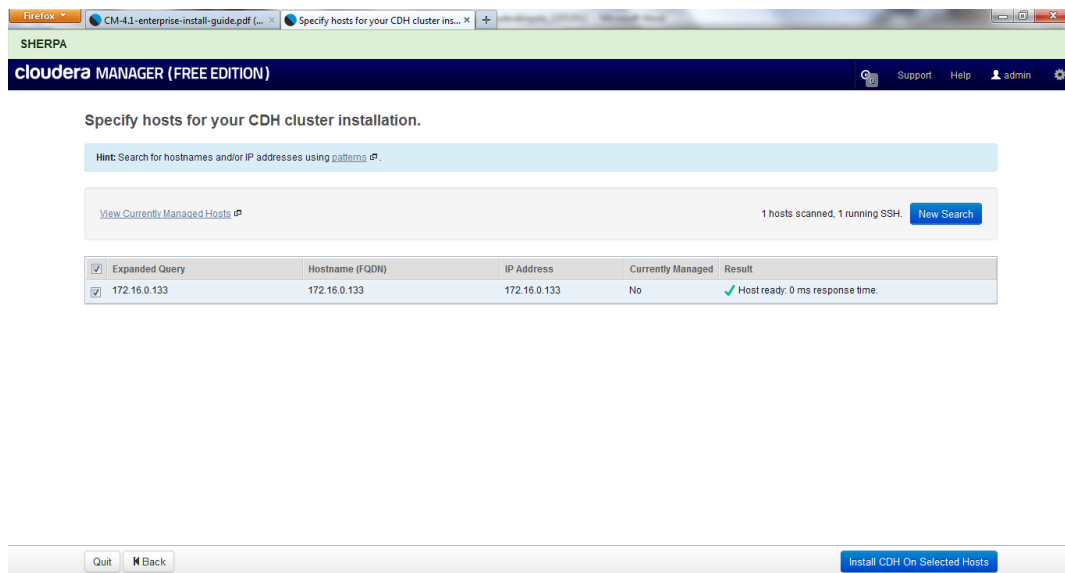 Firefox
CM-4.1-enterprise-install-guide.pdf (... ×
Specify hosts for your CDH cluster ins... × +
SHERPA
cloudera MANAGER (FREE EDITION)
Support Help admin
Specify hosts for your CDH cluster installation.
Hint: Search for hostnames and/or IP addresses using patterns.
View Currently Managed Hosts
1 hosts scanned, 1 running SSH. New Search
Expanded Query Hostname (FQDN) IP Address Currently Managed Result
172.16.0.133 172.16.0.133 172.16.0.133 No Host ready: 0 ms response time.
Quit Back Install CDH On Selected Hosts